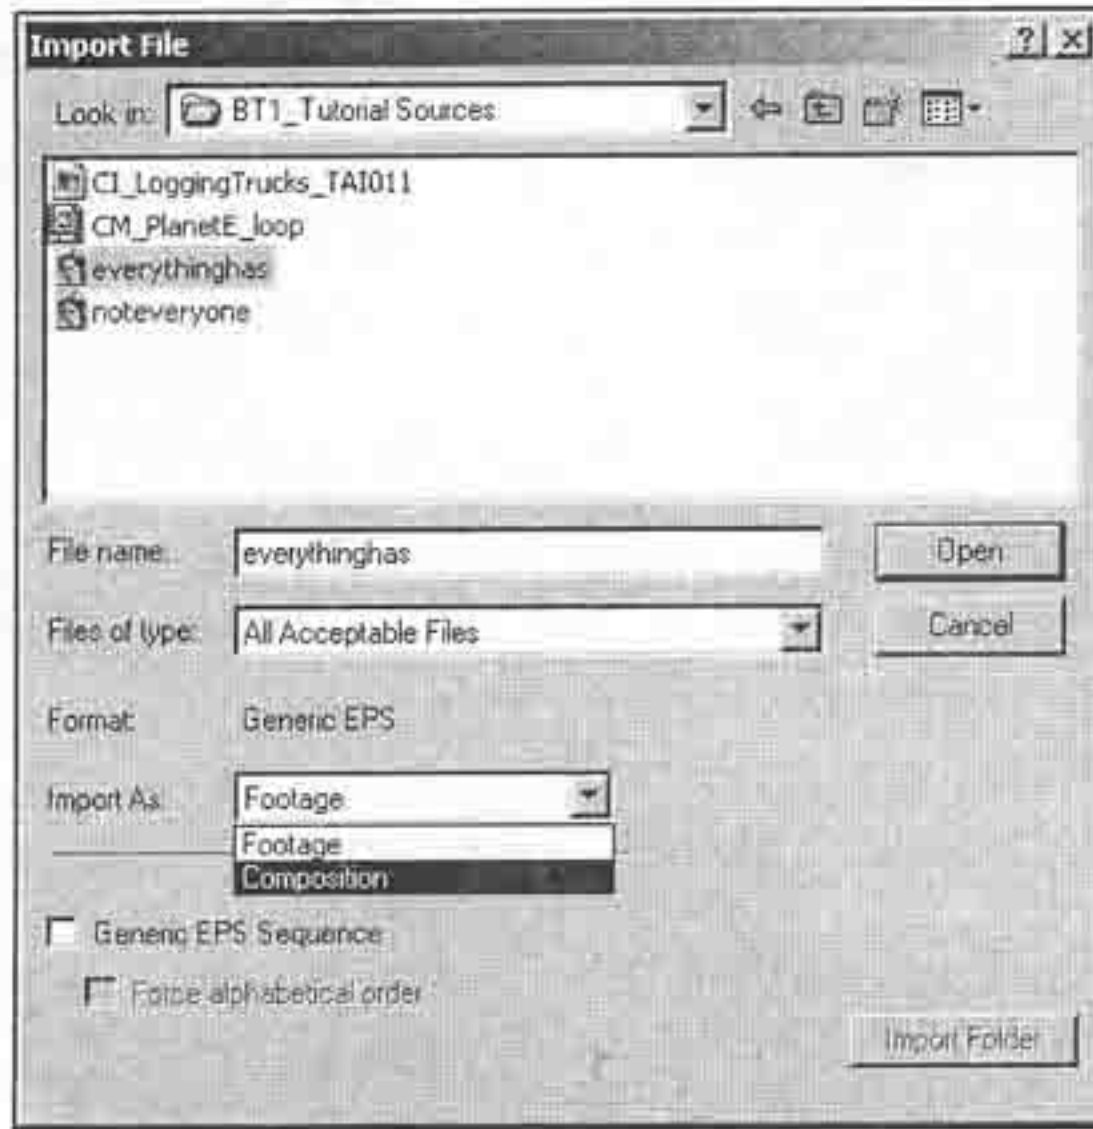 Import File
Look in: BT1_Tutorial Sources
CI_LoggingTrucks_TAI011
CM_PlanetE_loop
everythinghas
noteveryone
File name: everythinghas Open
Files of type: All Acceptable Files Cancel
Format: Generic EPS
Import As: Footage
Footage
Composition
Generic EPS Sequence
Force alphabetical order
Import Folder